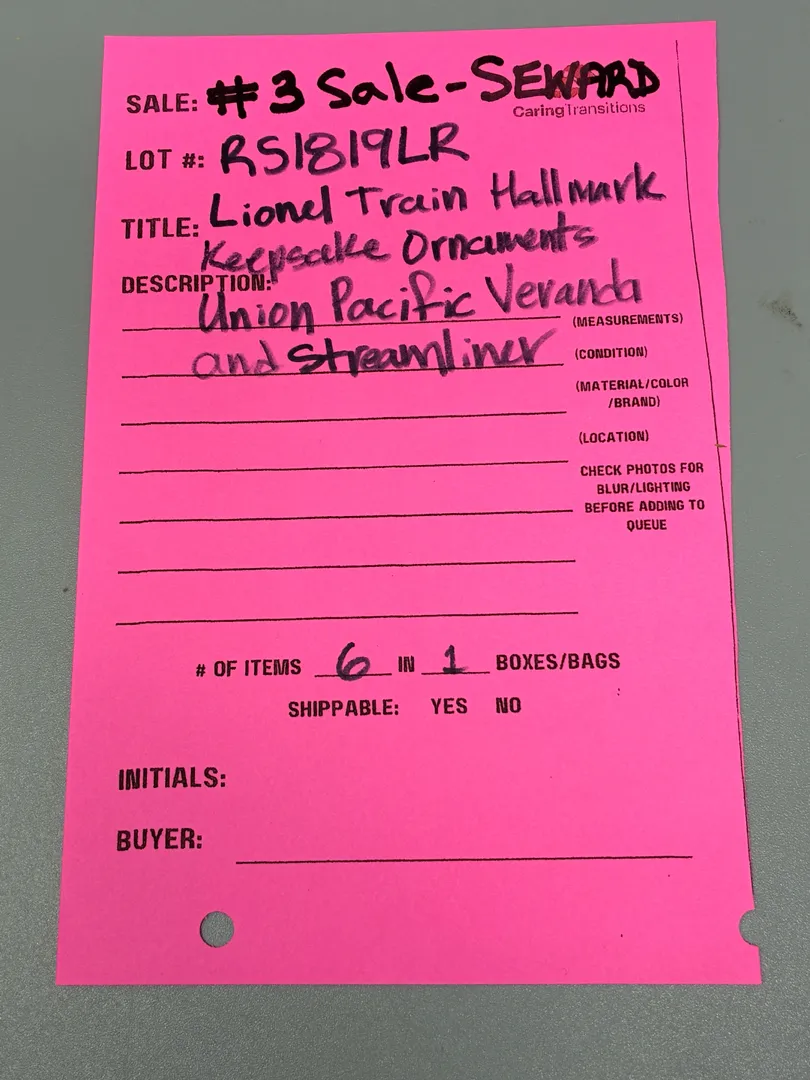 SALE: #3 Sale-SEWARD
CaringTransitions
LOT #: RS1819LR
TITLE: Lionel Train Hallmark
Keepsake Ornaments
DESCRIPTION:
Union Pacific Veranda
(MEASUREMENTS)
and Streamliner
(CONDITION)
(MATERIAL/COLOR
/BRAND)
(LOCATION)
CHECK PHOTOS FOR
BLUR/LIGHTING
BEFORE ADDING TO
QUEUE
# OF ITEMS 6 IN 1 BOXES/BAGS
SHIPPABLE: YES NO
INITIALS:
BUYER: